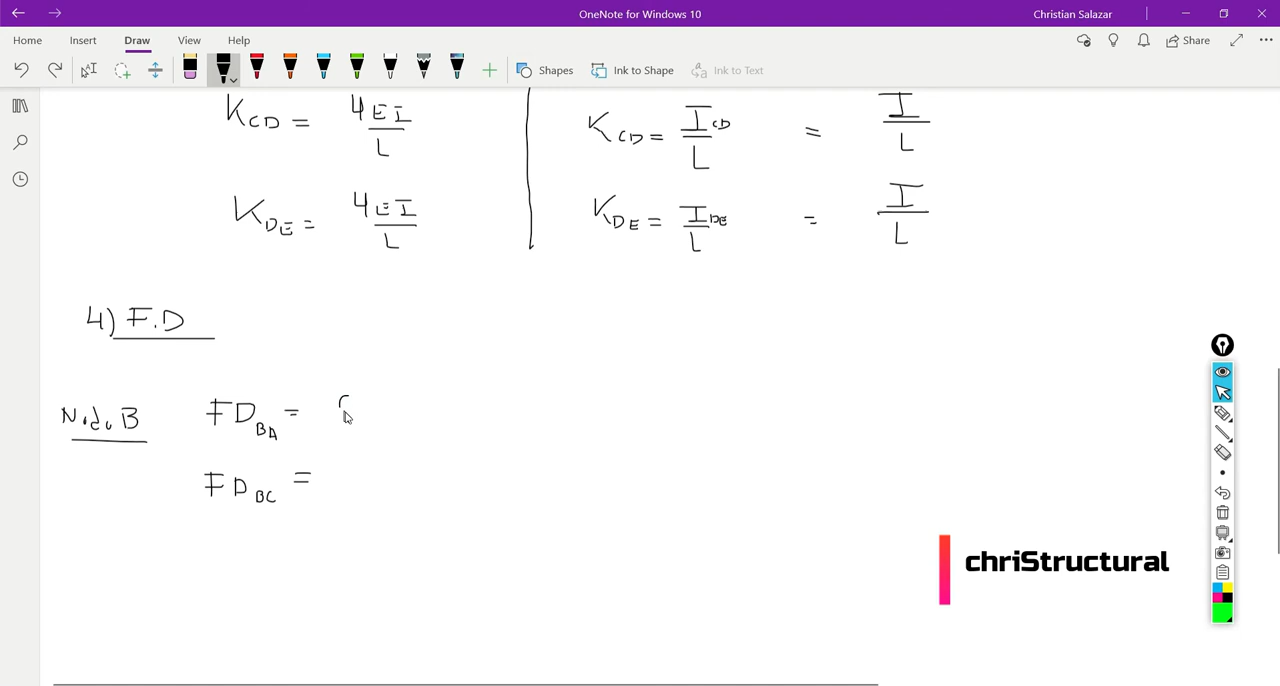 OneNote for Windows 10
Christian Salazar
Home Insert Draw View Help
Share
Shapes Ink to Shape Ink to Text
K_CD = 4EI/L
K_CD = I_CD/L = I/L
K_DE = 4EI/L
K_DE = I_DE/L = I/L
4) F.D
Nodo B FD_BA =
FD_BC =
chriStructural